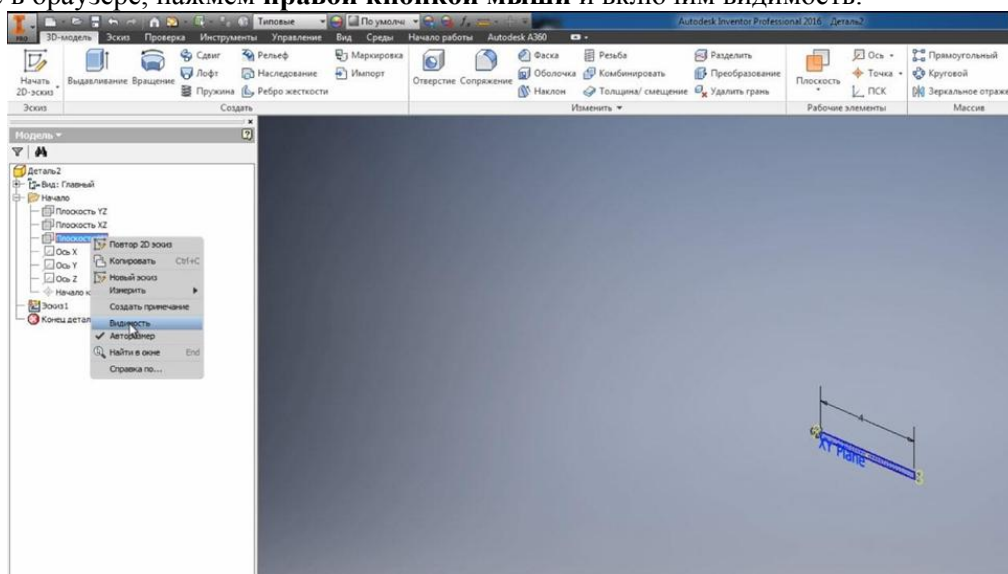 в браузере, нажмем правой кнопкой мыши и включим видимость.
Типовые По умолч Autodesk Inventor Professional 2016 Деталь2
PRO 3D-модель Эскиз Проверка Инструменты Управление Вид Среды Начало работы Autodesk A360
Сдвиг Рельеф Маркировка Фаска Резьба Разделить Ось Прямоугольный
Начать 2D-эскиз Выдавливание Вращение Лофт Наследование Импорт Отверстие Сопряжение Оболочка Комбинировать Преобразование Плоскость Точка Круговой
Пружина Ребро жесткости Наклон Толщина/ смещение Удалить грань ПСК Зеркальное отраже
Эскиз Создать Изменить Рабочие элементы Массив
Модель
Деталь2
Вид: Главный
Начало
Плоскость YZ
Плоскость XZ
Плоскость
Ось X
Ось Y
Ось Z
Начало к
Эскиз1
Конец детал
Повтор 2D эскиз
Копировать Ctrl+C
Новый эскиз
Измерить
Создать примечание
Видимость
Авторазмер
Найти в окне End
Справка по...
4
XY Plane